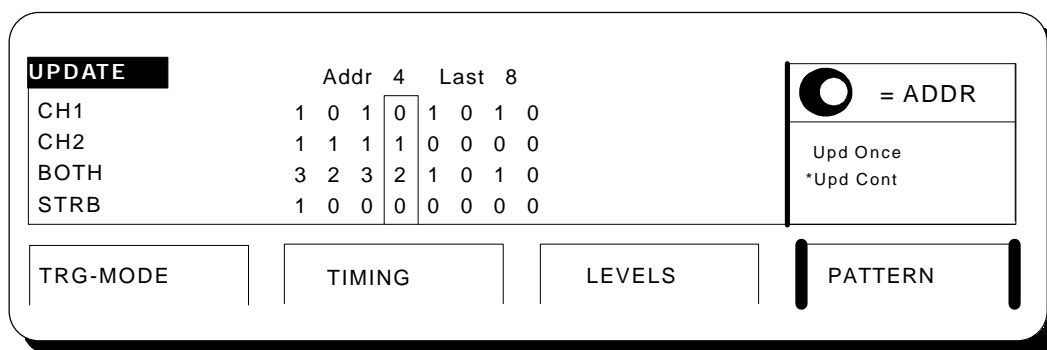 UPDATE Addr 4 Last 8
CH1 1 0 1 0 1 0 1 0
CH2 1 1 1 1 0 0 0 0
BOTH 3 2 3 2 1 0 1 0
STRB 1 0 0 0 0 0 0 0
= ADDR
Upd Once
*Upd Cont
TRG-MODE TIMING LEVELS PATTERN